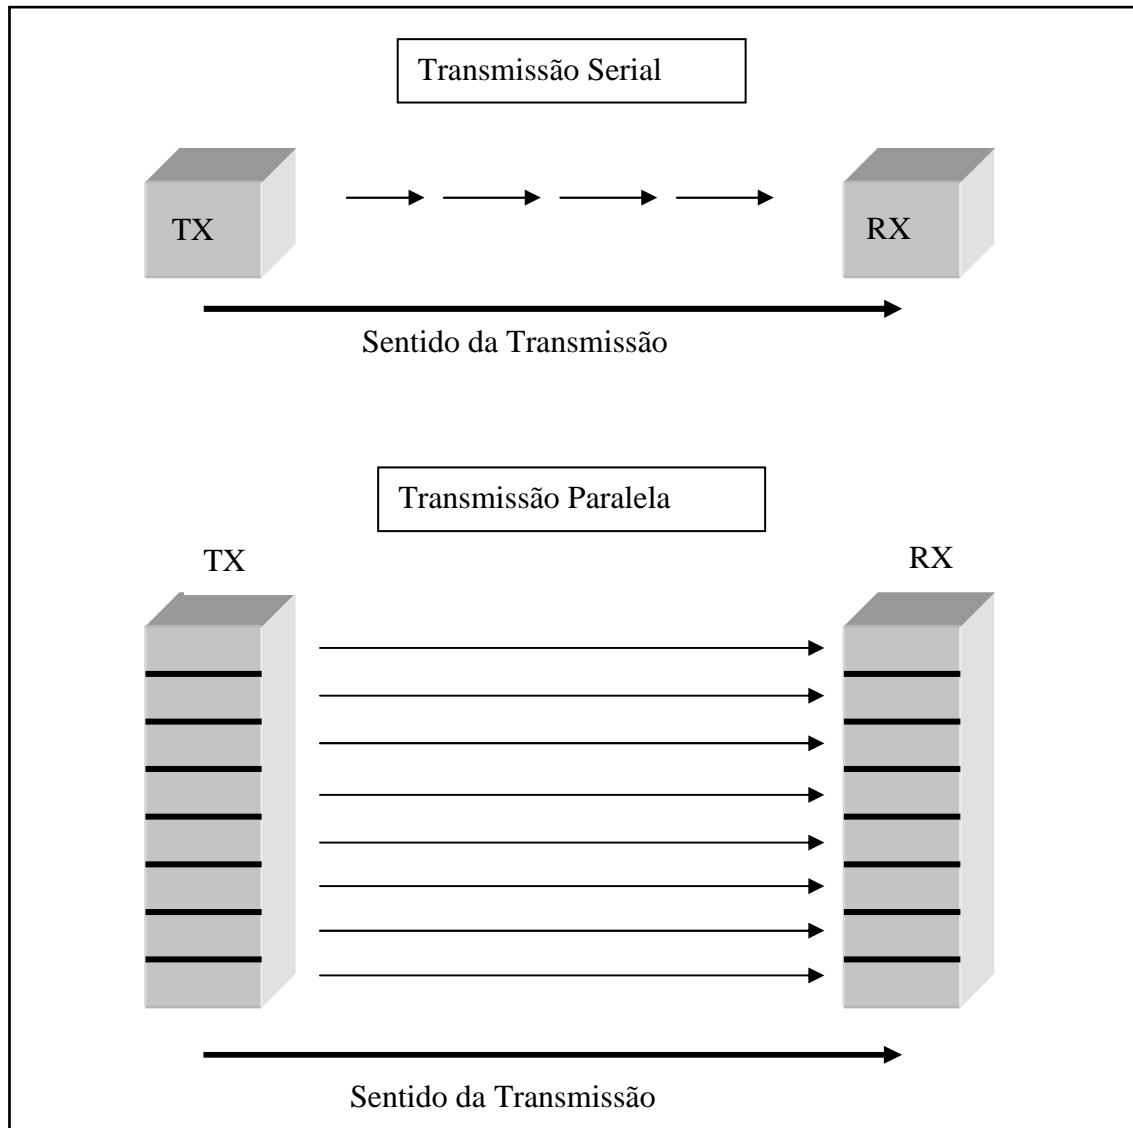 Transmissão Serial
TX
RX
Sentido da Transmissão
Transmissão Paralela
TX
RX
Sentido da Transmissão